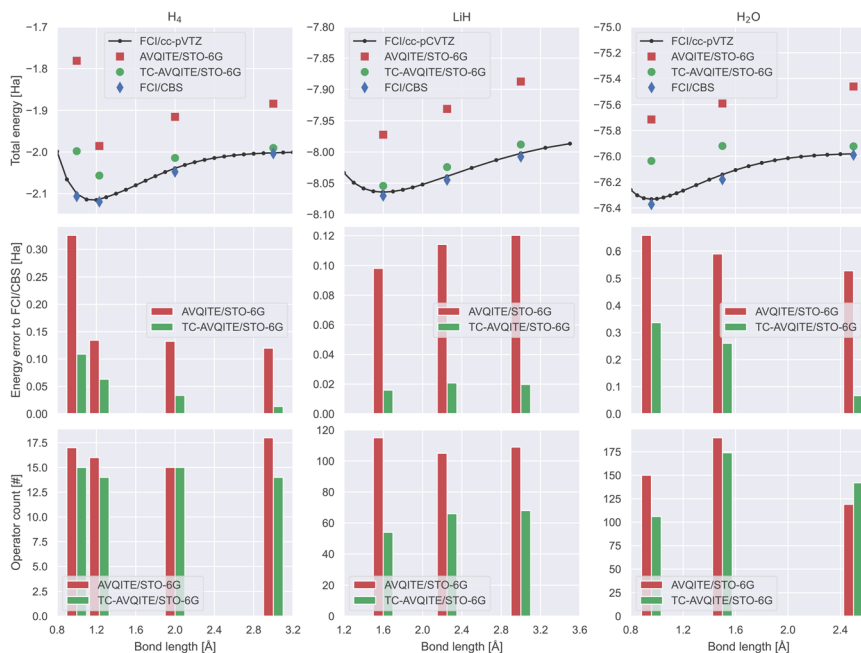 H₄
LiH
H₂O
Total energy [Ha]
−1.7
−1.8
−1.9
−2.0
−2.1
FCI/cc-pVTZ
AVQITE/STO-6G
TC-AVQITE/STO-6G
FCI/CBS
−7.80
−7.85
−7.90
−7.95
−8.00
−8.05
−8.10
FCI/cc-pCVTZ
AVQITE/STO-6G
TC-AVQITE/STO-6G
FCI/CBS
−75.0
−75.2
−75.4
−75.6
−75.8
−76.0
−76.2
−76.4
FCI/cc-pVTZ
AVQITE/STO-6G
TC-AVQITE/STO-6G
FCI/CBS
Energy error to FCI/CBS [Ha]
0.30
0.25
0.20
0.15
0.10
0.05
0.00
AVQITE/STO-6G
TC-AVQITE/STO-6G
0.12
0.10
0.08
0.06
0.04
0.02
0.00
AVQITE/STO-6G
TC-AVQITE/STO-6G
0.6
0.5
0.4
0.3
0.2
0.1
0.0
AVQITE/STO-6G
TC-AVQITE/STO-6G
Operator count [#]
17.5
15.0
12.5
10.0
7.5
5.0
2.5
0.0
AVQITE/STO-6G
TC-AVQITE/STO-6G
0.8 1.2 1.6 2.0 2.4 2.8 3.2
Bond length [Å]
120
100
80
60
40
20
0
AVQITE/STO-6G
TC-AVQITE/STO-6G
1.2 1.6 2.0 2.4 2.8 3.2 3.6
Bond length [Å]
175
150
125
100
75
50
25
0
AVQITE/STO-6G
TC-AVQITE/STO-6G
0.8 1.2 1.6 2.0 2.4
Bond length [Å]